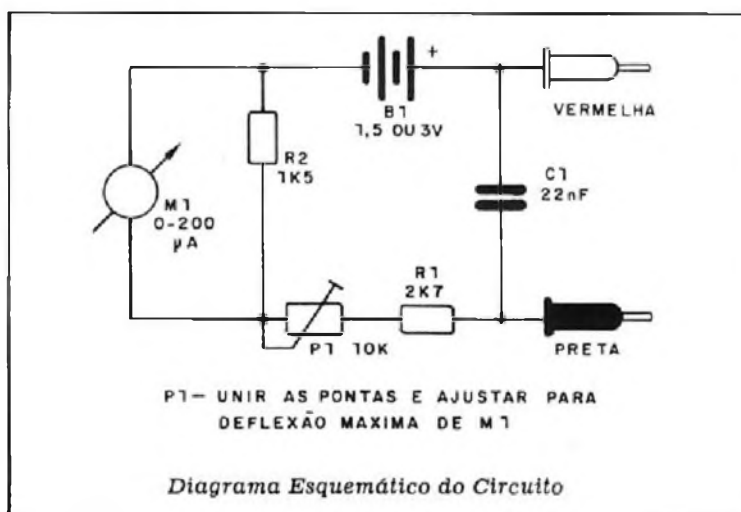 +
B1
1,5 OU 3V
VERMELHA
R2
1K5
C1
22nF
M1
0-200
µA
R1
2K7
P1 10K
PRETA
P1- UNIR AS PONTAS E AJUSTAR PARA
DEFLEXÃO MAXIMA DE M1
Diagrama Esquemático do Circuito